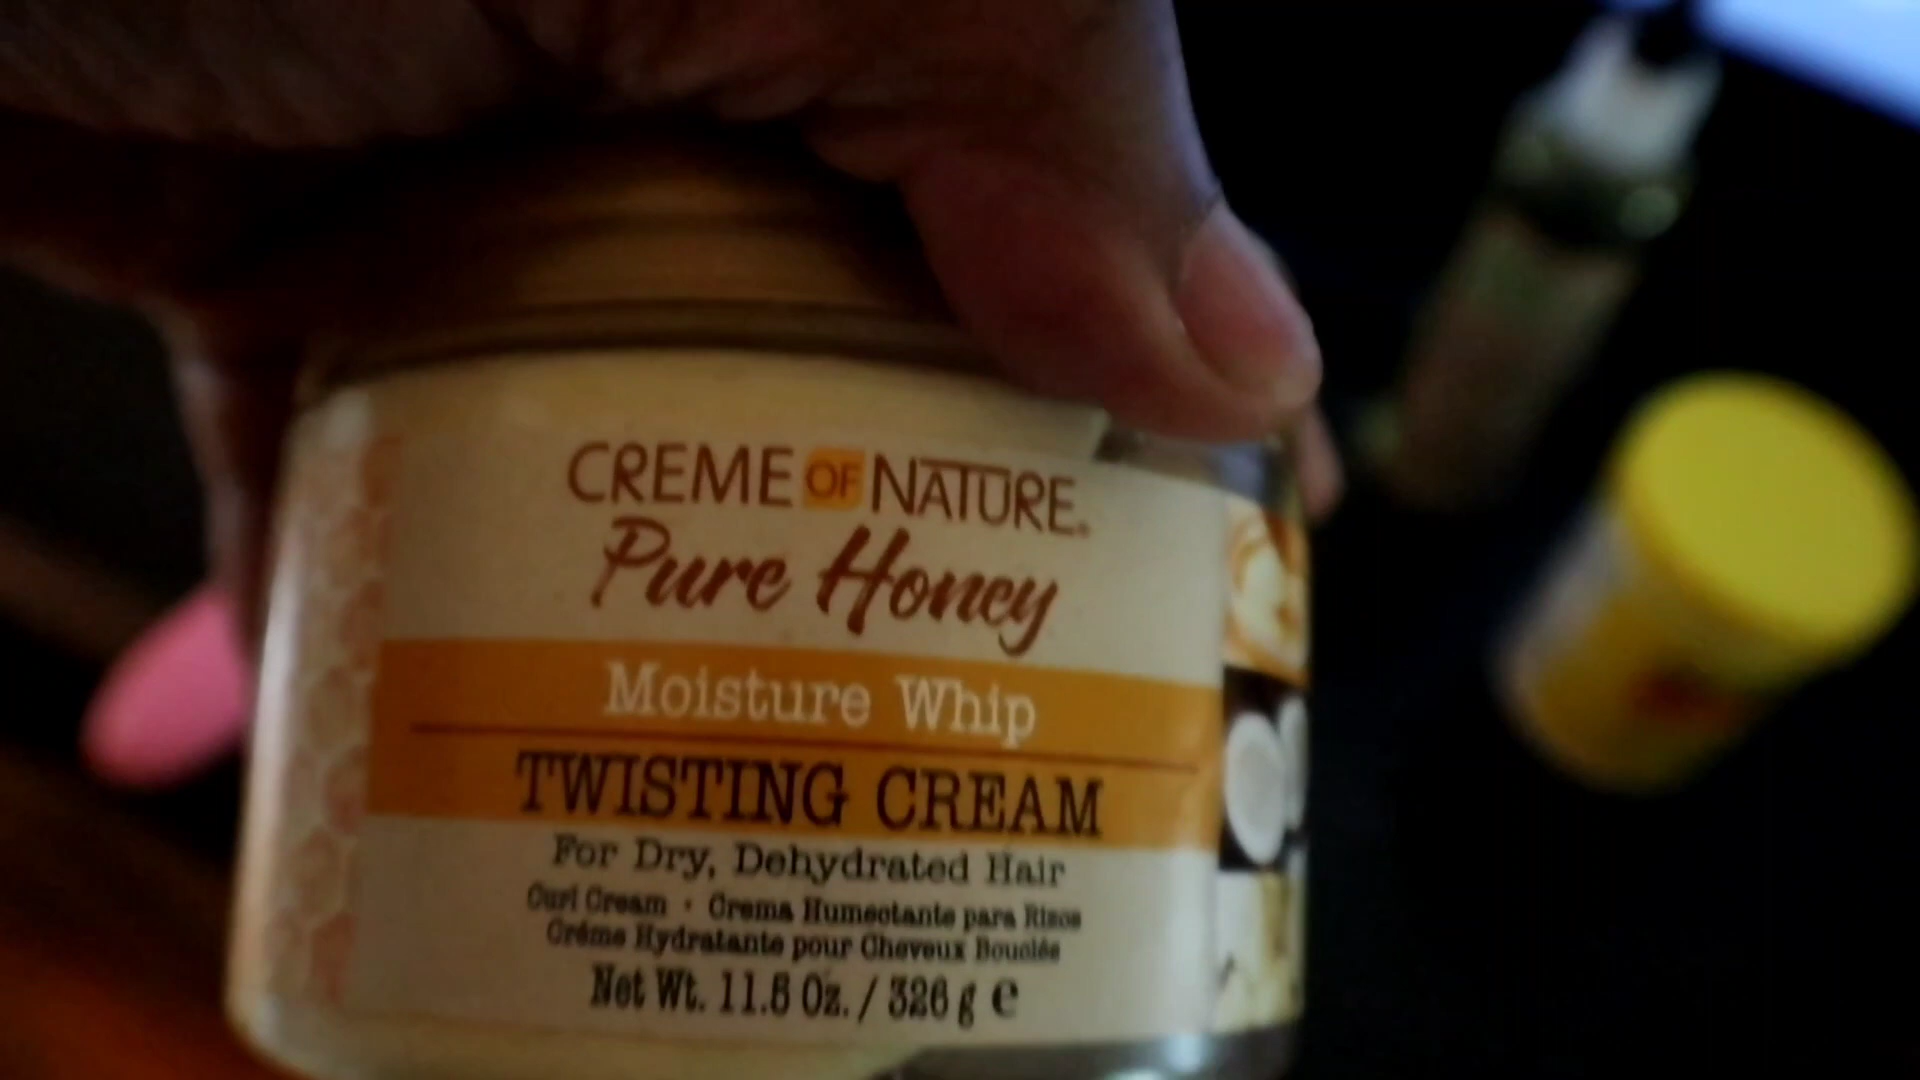 CREME OF NATURE®
Pure Honey
Moisture Whip
TWISTING CREAM
For Dry, Dehydrated Hair
Curl Cream • Crema Humectante para Rizos
Créme Hydratante pour Cheveux Bouclés
Net Wt. 11.5 Oz. / 326 g e